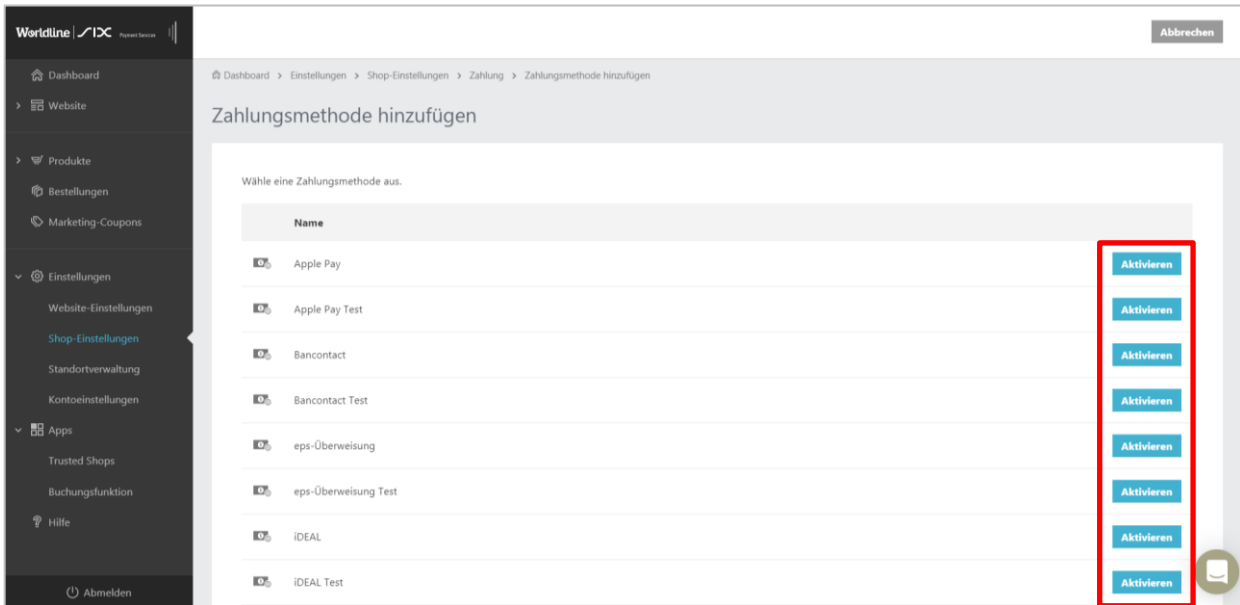 Worldline SIX Payment Services
Abbrechen
Dashboard
Website
Produkte
Bestellungen
Marketing-Coupons
Einstellungen
Website-Einstellungen
Shop-Einstellungen
Standortverwaltung
Kontoeinstellungen
Apps
Trusted Shops
Buchungsfunktion
Hilfe
Abmelden
Dashboard > Einstellungen > Shop-Einstellungen > Zahlung > Zahlungsmethode hinzufügen
Zahlungsmethode hinzufügen
Wähle eine Zahlungsmethode aus.
Name
Apple Pay Aktivieren
Apple Pay Test Aktivieren
Bancontact Aktivieren
Bancontact Test Aktivieren
eps-Überweisung Aktivieren
eps-Überweisung Test Aktivieren
iDEAL Aktivieren
iDEAL Test Aktivieren